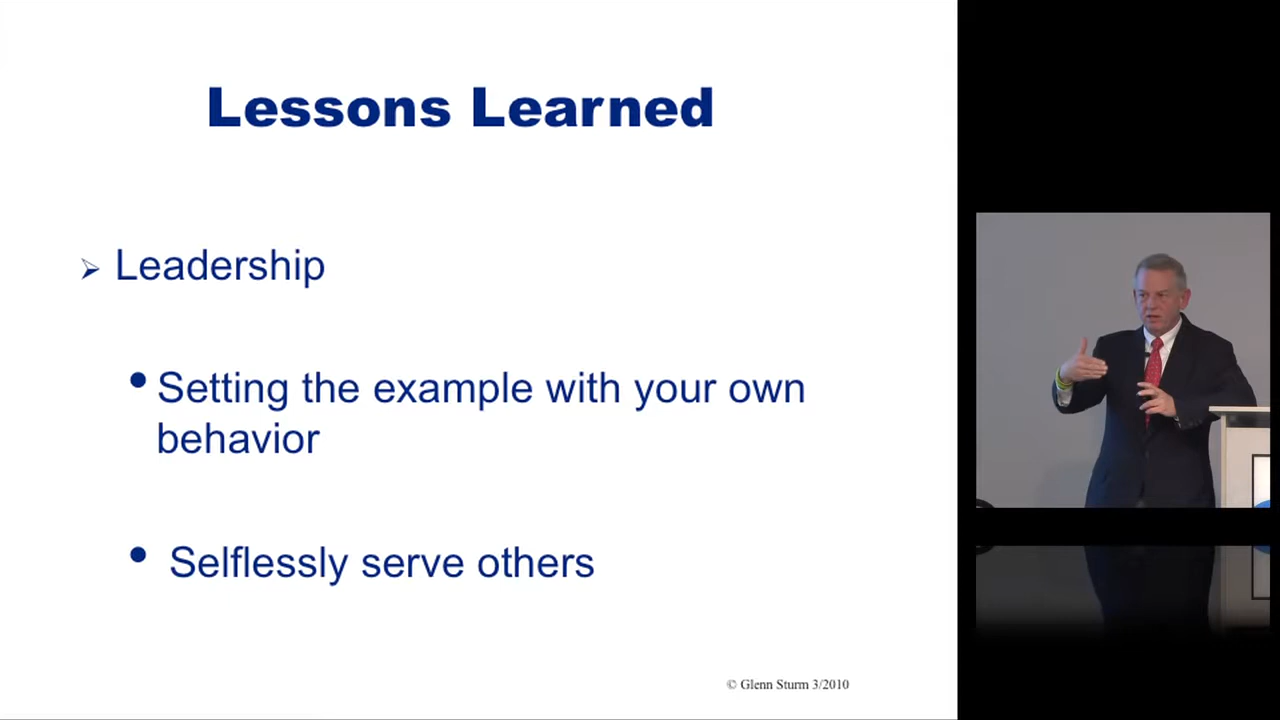 Lessons Learned
➢ Leadership
• Setting the example with your own
behavior
• Selflessly serve others
© Glenn Sturm 3/2010